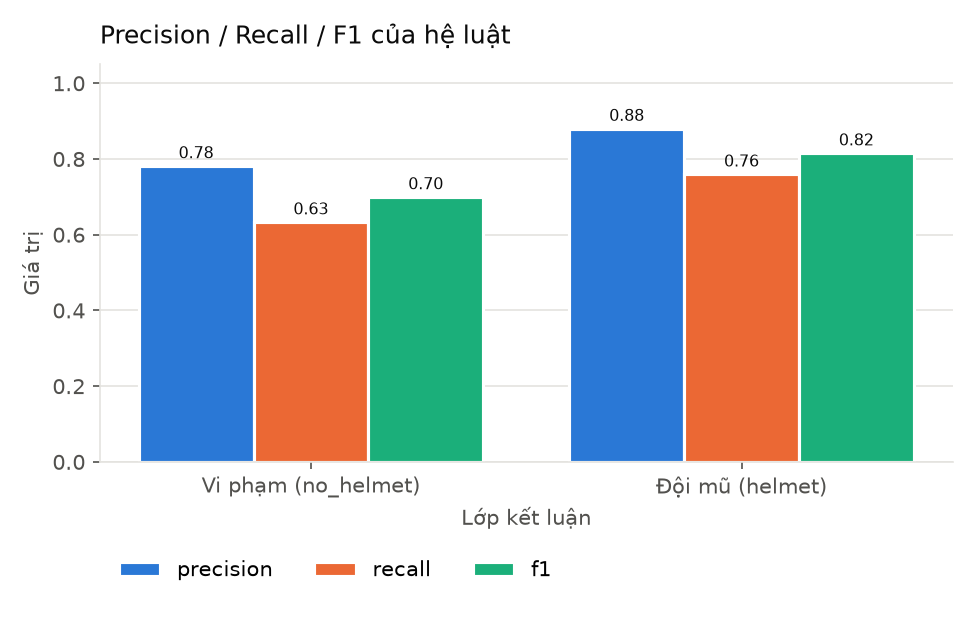 Precision / Recall / F1 của hệ luật
Giá trị
1.0
0.8
0.6
0.4
0.2
0.0
0.78
0.63
0.70
0.88
0.76
0.82
Vi phạm (no_helmet)
Đội mũ (helmet)
Lớp kết luận
precision
recall
f1